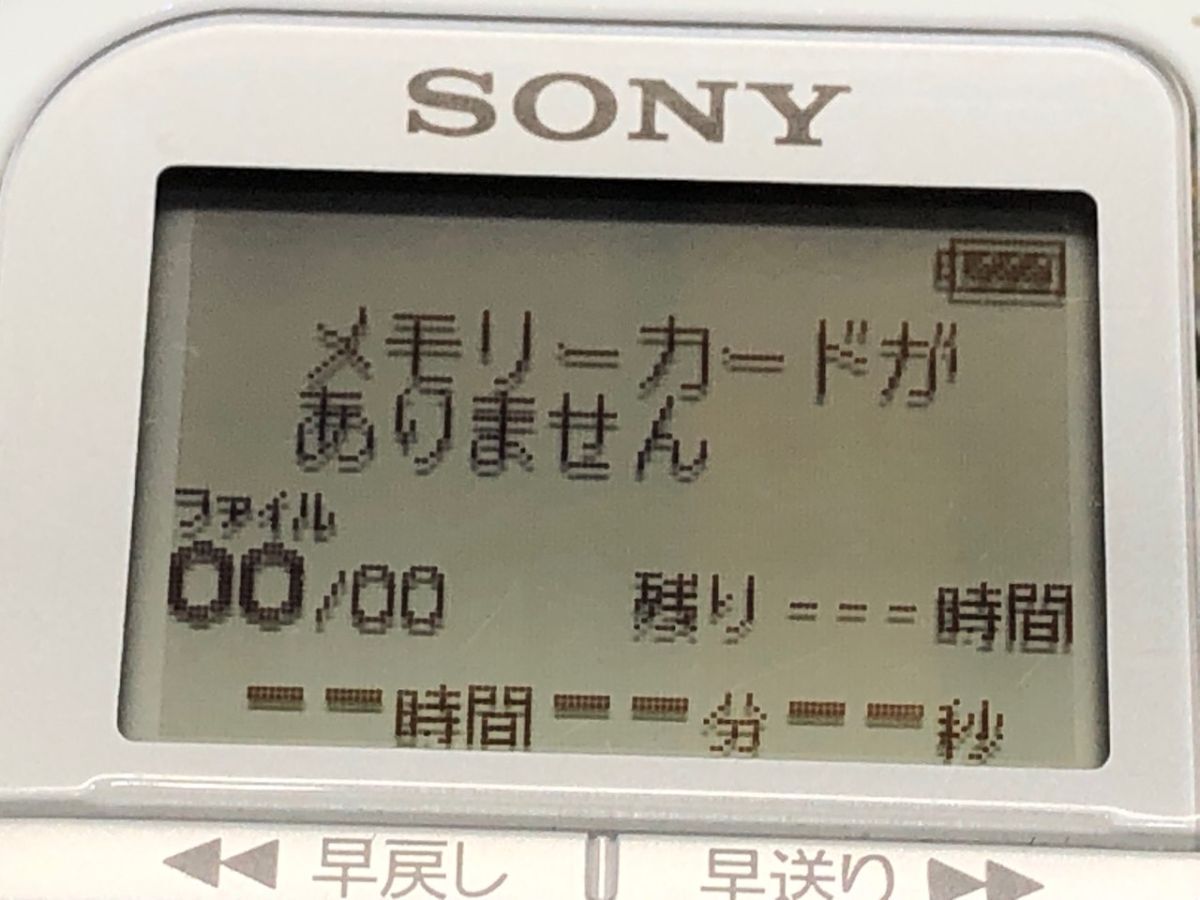 SONY
メモリーカードが
ありません
ファイル
00/00 残り---時間
--時間--分--秒
早戻し 早送り